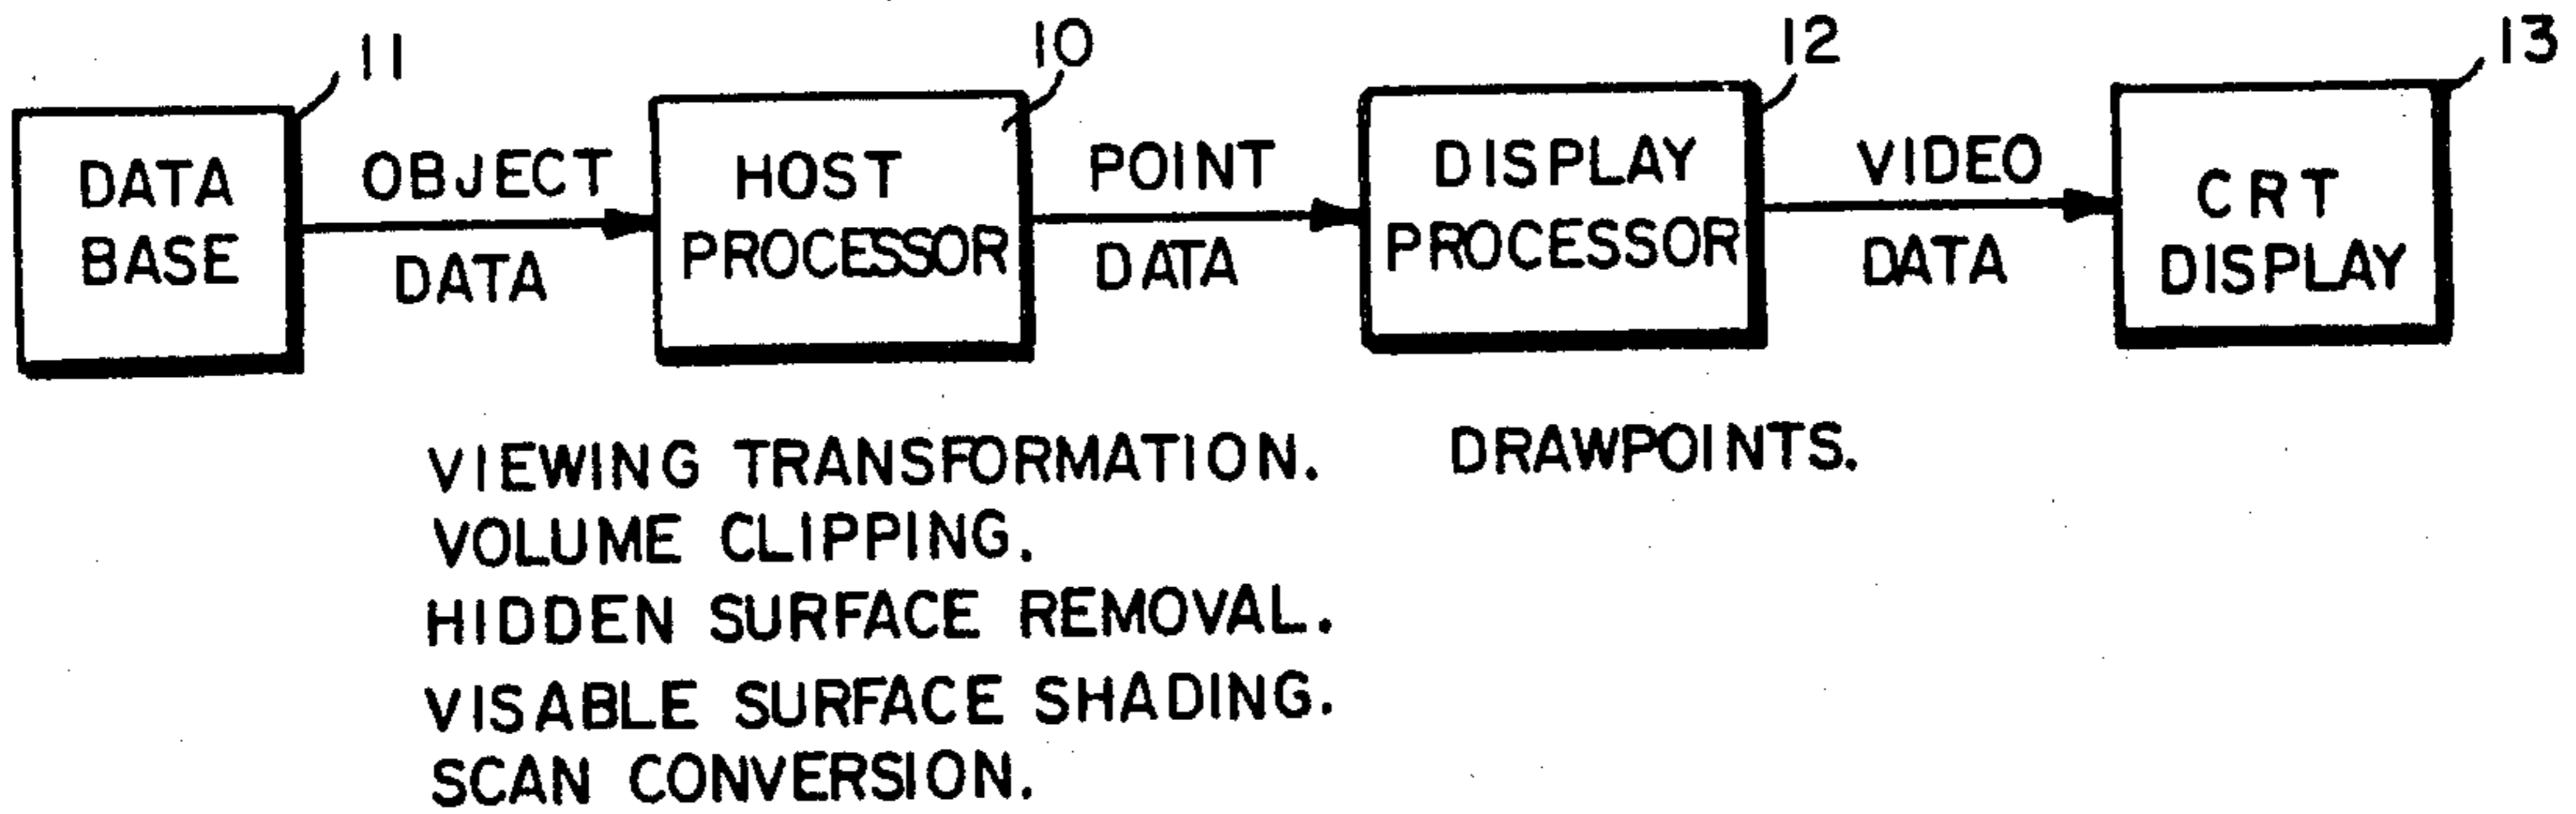 11
10
12
13
DATA
BASE
OBJECT
DATA
HOST
PROCESSOR
POINT
DATA
DISPLAY
PROCESSOR
VIDEO
DATA
CRT
DISPLAY
VIEWING TRANSFORMATION.
VOLUME CLIPPING.
HIDDEN SURFACE REMOVAL.
VISABLE SURFACE SHADING.
SCAN CONVERSION.
DRAWPOINTS.